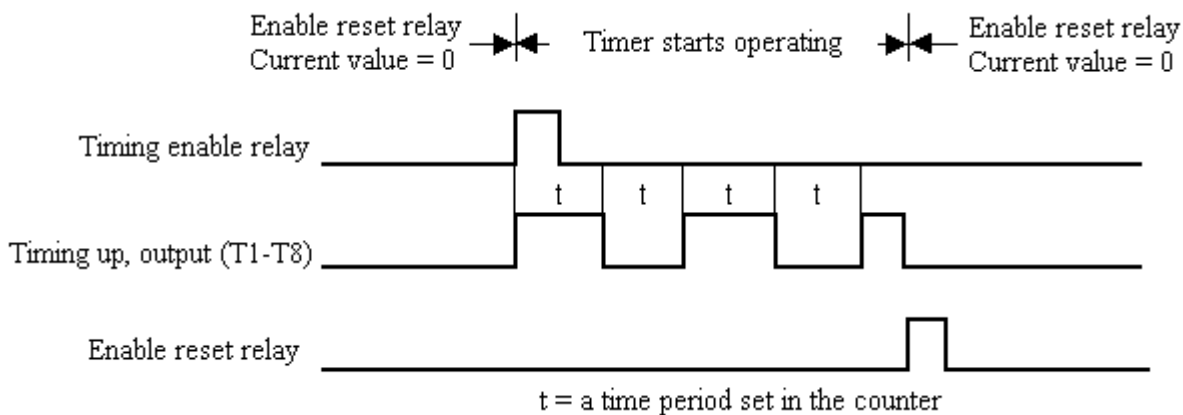 Enable reset relay
Current value = 0
Timer starts operating
Enable reset relay
Current value = 0
Timing enable relay
t t t t
Timing up, output (T1-T8)
Enable reset relay
t = a time period set in the counter